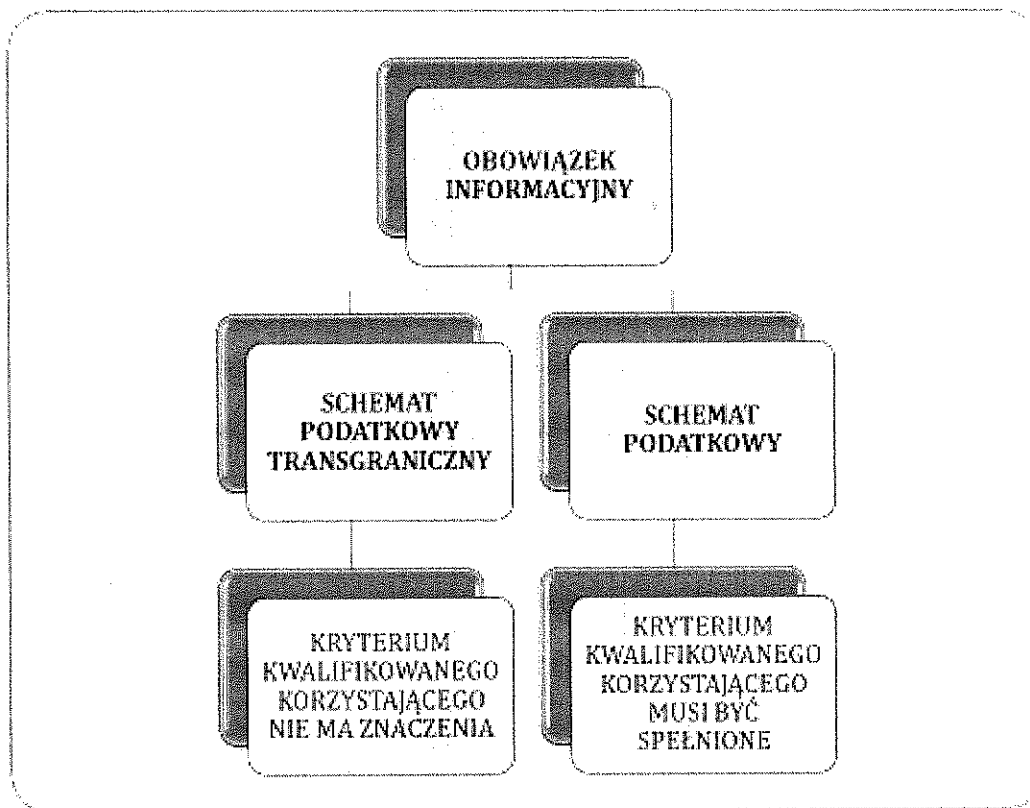 OBOWIĄZEK
INFORMACYJNY
SCHEMAT
PODATKOWY
TRANSGRANICZNY
SCHEMAT
PODATKOWY
KRYTERIUM
KWALIFIKOWANEGO
KORZYSTAJĄCEGO
NIE MA ZNACZENIA
KRYTERIUM
KWALIFIKOWANEGO
KORZYSTAJĄCEGO
MUSI BYĆ
SPEŁNIONE